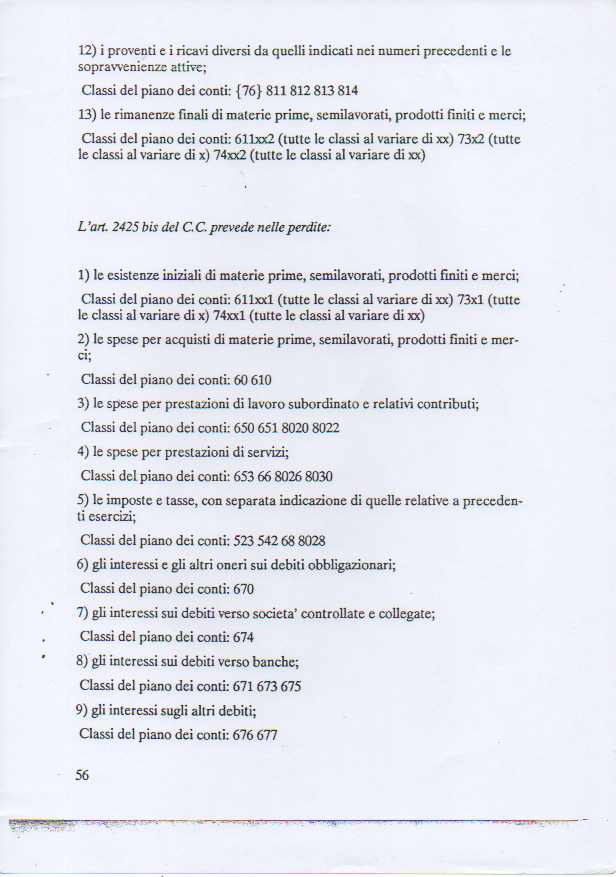 12) i proventi e i ricavi diversi da quelli indicati nei numeri precedenti e le
sopravvenienze attive;
Classi del piano dei conti: {76} 811 812 813 814
13) le rimanenze finali di materie prime, semilavorati, prodotti finiti e merci;
Classi del piano dei conti: 611xx2 (tutte le classi al variare di xx) 73x2 (tutte
le classi al variare di x) 74xx2 (tutte le classi al variare di xx)
L'art. 2425 bis del C.C. prevede nelle perdite:
1) le esistenze iniziali di materie prime, semilavorati, prodotti finiti e merci;
Classi del piano dei conti: 611xx1 (tutte le classi al variare di xx) 73x1 (tutte
le classi al variare di x) 74xx1 (tutte le classi al variare di xx)
2) le spese per acquisti di materie prime, semilavorati, prodotti finiti e mer-
ci;
Classi del piano dei conti: 60 610
3) le spese per prestazioni di lavoro subordinato e relativi contributi;
Classi del piano dei conti: 650 651 8020 8022
4) le spese per prestazioni di servizi;
Classi del piano dei conti: 653 66 8026 8030
5) le imposte e tasse, con separata indicazione di quelle relative a preceden-
ti esercizi;
Classi del piano dei conti: 523 542 68 8028
6) gli interessi e gli altri oneri sui debiti obbligazionari;
Classi del piano dei conti: 670
7) gli interessi sui debiti verso societa' controllate e collegate;
Classi del piano dei conti: 674
8) gli interessi sui debiti verso banche;
Classi del piano dei conti: 671 673 675
9) gli interessi sugli altri debiti;
Classi del piano dei conti: 676 677
56